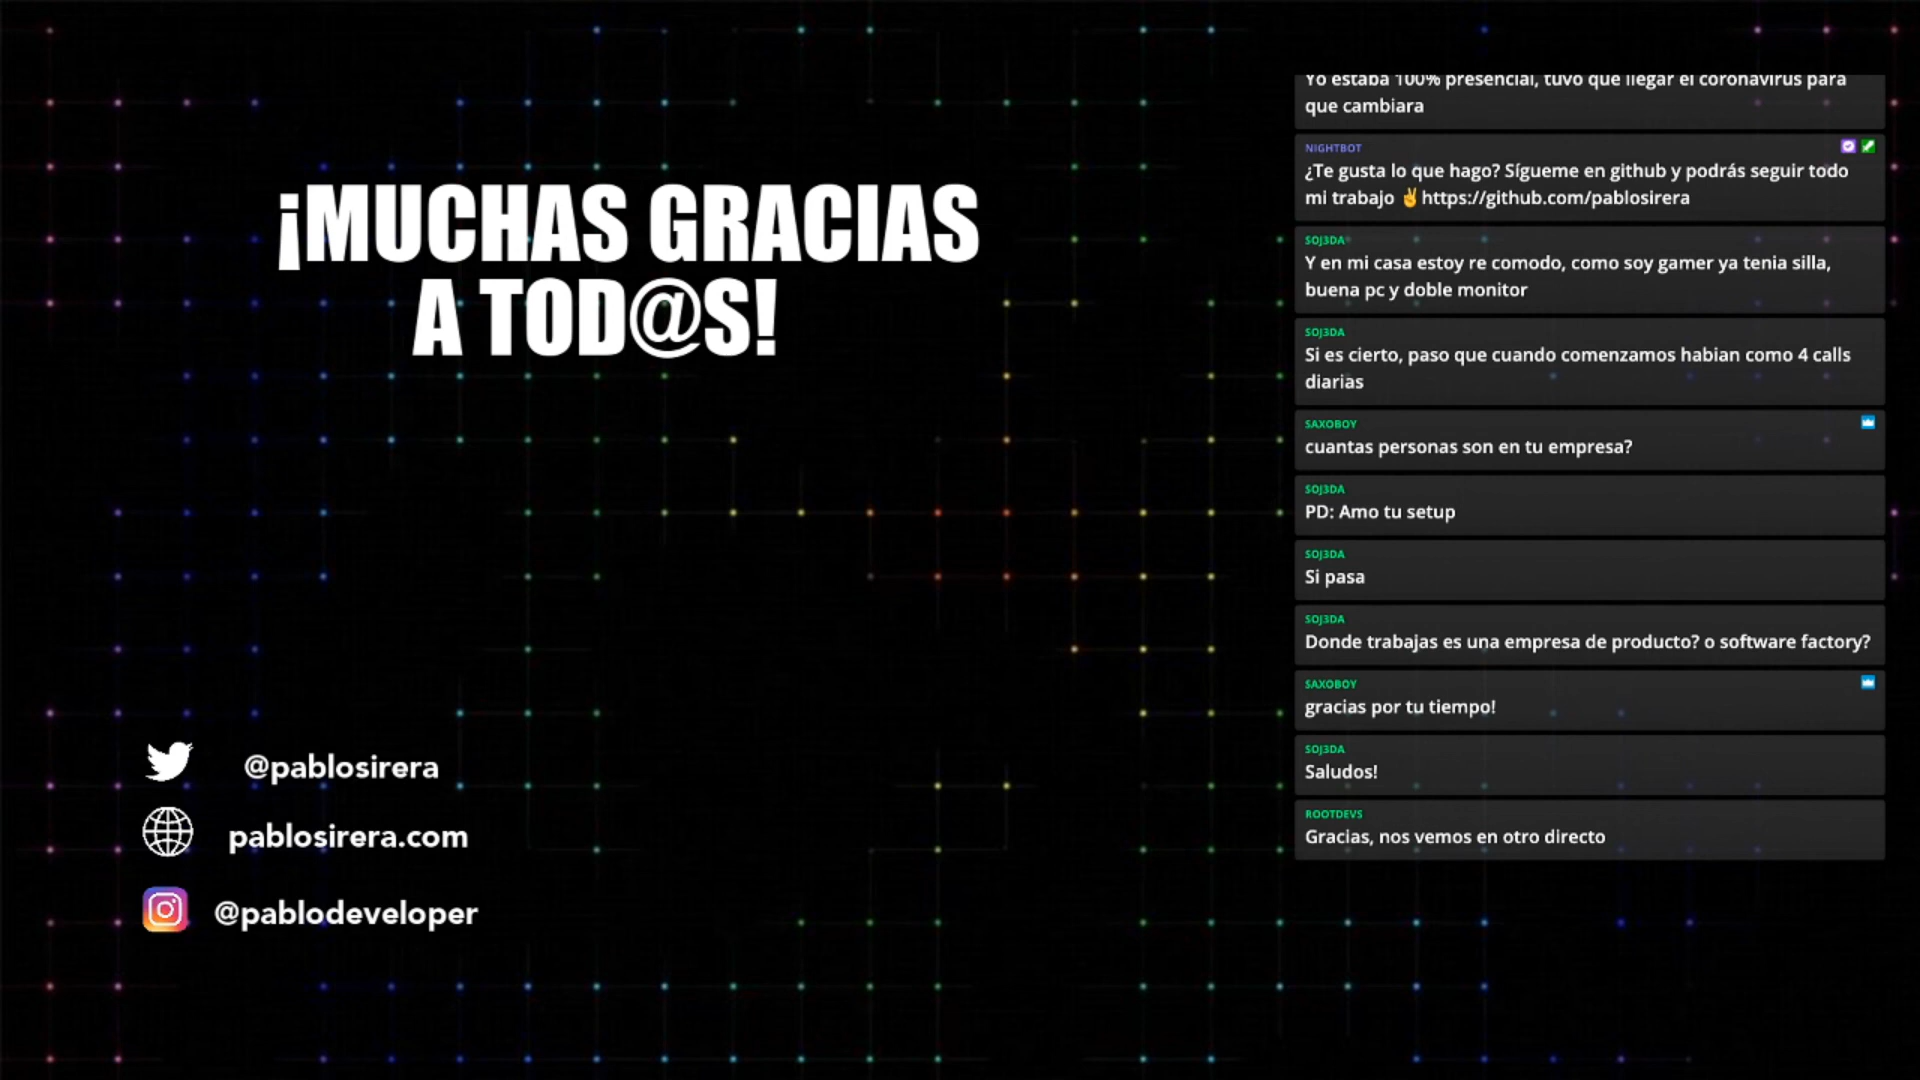 ¡MUCHAS GRACIAS
A TOD@S!
@pablosirera
pablosirera.com
@pablodeveloper
Yo estaba 100% presencial, tuvo que llegar el coronavirus para
que cambiara
NIGHTBOT
¿Te gusta lo que hago? Sígueme en github y podrás seguir todo
mi trabajo ✌https://github.com/pablosirera
SOJ3DA
Y en mi casa estoy re comodo, como soy gamer ya tenia silla,
buena pc y doble monitor
SOJ3DA
Si es cierto, paso que cuando comenzamos habian como 4 calls
diarias
SAXOBOY
cuantas personas son en tu empresa?
SOJ3DA
PD: Amo tu setup
SOJ3DA
Si pasa
SOJ3DA
Donde trabajas es una empresa de producto? o software factory?
SAXOBOY
gracias por tu tiempo!
SOJ3DA
Saludos!
ROOTDEVS
Gracias, nos vemos en otro directo